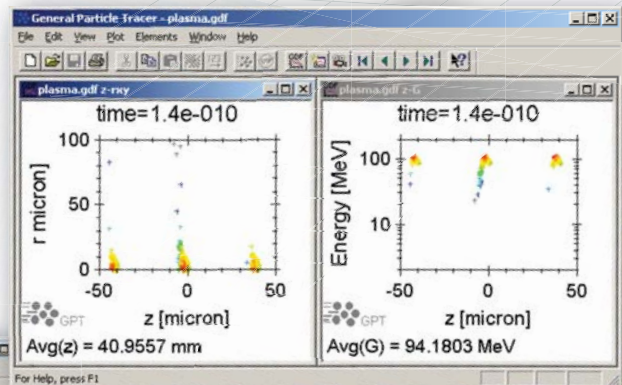 General Particle Tracer - plasma.gdf
File Edit View Plot Elements Window Help
plasma.gdf z-rxy
time=1.4e-010
100
50
0
r micron]
-50 0 50
z [micron]
GPT
Avg(z) = 40.9557 mm
plasma.gdf z-G
time=1.4e-010
100
10
Energy [MeV]
-50 0 50
z [micron]
GPT
Avg(G) = 94.1803 MeV
For Help, press F1